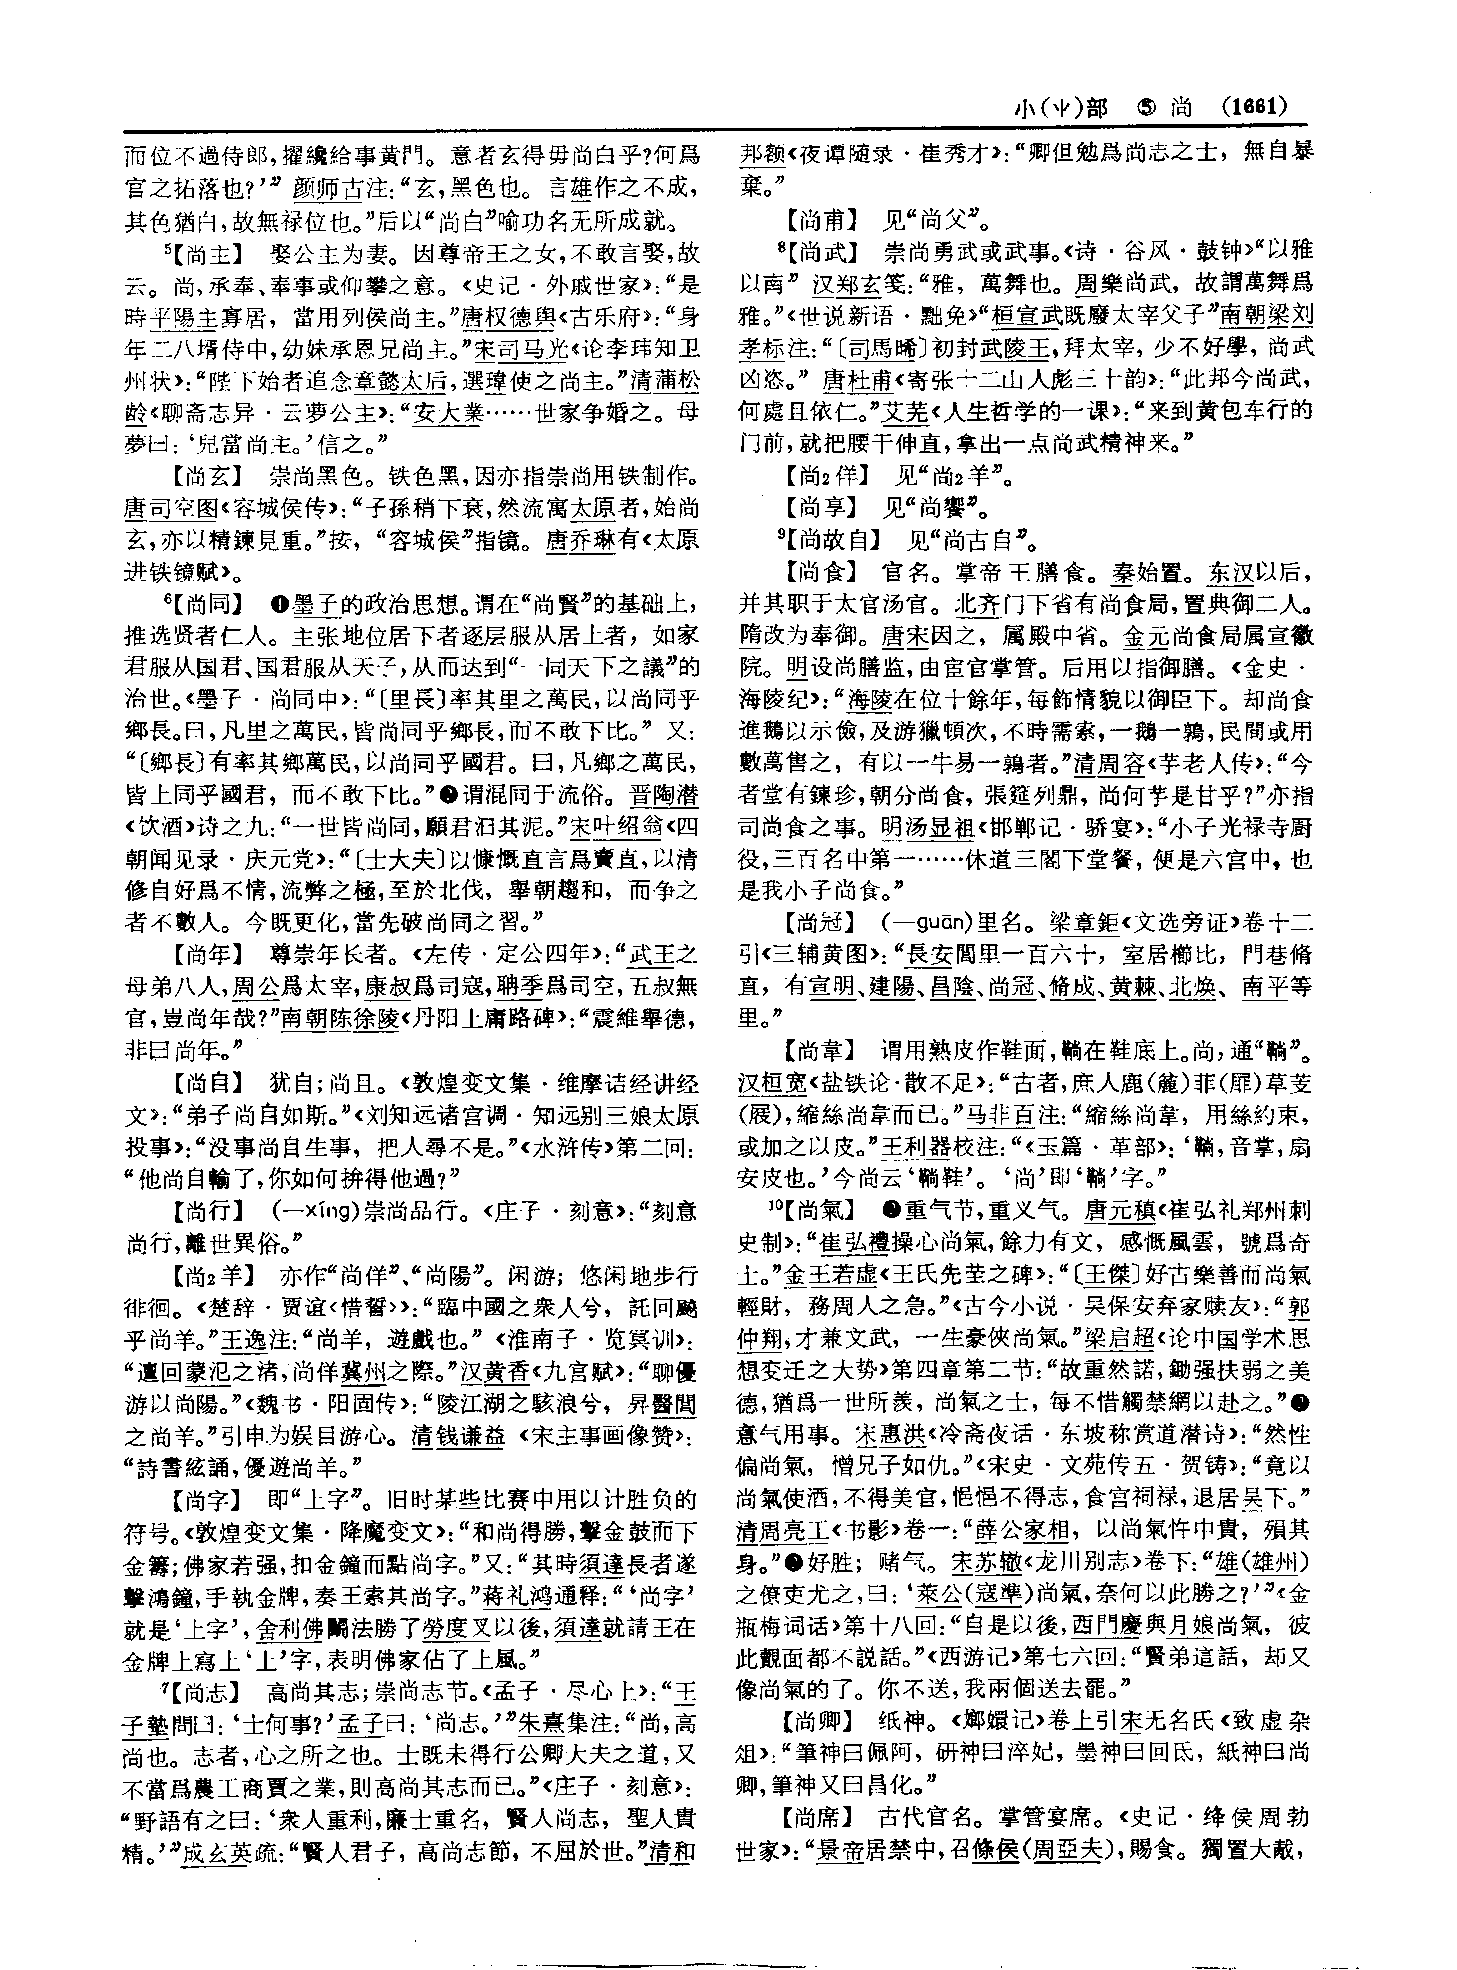 小(⺌)部　⑤　尚　(1661)
而位不過侍郎,擢纔給事黄門。意者玄得毋尚白乎?何爲
官之拓落也?’” 颜师古注:“玄,黑色也。言雄作之不成,
其色猶白,故無禄位也。”后以“尚白”喻功名无所成就。
⁵【尚主】 娶公主为妻。因尊帝王之女,不敢言娶,故
云。尚,承奉、奉事或仰攀之意。《史记·外戚世家》:“是
時平陽主寡居，當用列侯尚主。”唐权德舆《古乐府》:“身
年二八壻侍中,幼妹承恩兄尚主。”宋司马光《论李玮知卫
州状》:“陛下始者追念章懿太后,選瑋使之尚主。”清蒲松
龄《聊斋志异·云萝公主》:“安大業……世家争婚之。母
夢曰:‘兒當尚主。’信之。”
【尚玄】 崇尚黑色。铁色黑,因亦指崇尚用铁制作。
唐司空图《容城侯传》:“子孫稍下衰,然流寓太原者,始尚
玄,亦以精鍊見重。”按，“容城侯”指镜。唐乔琳有《太原
进铁镜赋》。
⁶【尚同】 ❶墨子的政治思想。谓在“尚賢”的基础上,
推选贤者仁人。主张地位居下者逐层服从居上者，如家
君服从国君、国君服从天子,从而达到“一同天下之議”的
治世。《墨子·尚同中》:“〔里長〕率其里之萬民,以尚同乎
鄉長。曰,凡里之萬民,皆尚同乎鄉長,而不敢下比。” 又:
“〔鄉長〕有率其鄉萬民,以尚同乎國君。曰,凡鄉之萬民,
皆上同乎國君，而不敢下比。”❷谓混同于流俗。晋陶潜
《饮酒》诗之九:“一世皆尚同,願君汩其泥。”宋叶绍翁《四
朝闻见录·庆元党》:“〔士大夫〕以慷慨直言爲賣直,以清
修自好爲不情,流弊之極,至於北伐，舉朝趨和，而争之
者不數人。今既更化,當先破尚同之習。”
【尚年】 尊崇年长者。《左传·定公四年》:“武王之
母弟八人,周公爲太宰,康叔爲司寇,聃季爲司空,五叔無
官,豈尚年哉?”南朝陈徐陵《丹阳上庸路碑》:“震維舉德,
非曰尚年。”
【尚自】 犹自;尚且。《敦煌变文集·维摩诘经讲经
文》:“弟子尚自如斯。”《刘知远诸宫调·知远别三娘太原
投事》:“没事尚自生事，把人尋不是。”《水浒传》第二回:
“他尚自輸了,你如何拚得他過?”
【尚行】 (—xíng)崇尚品行。《庄子·刻意》:“刻意
尚行,離世異俗。”
【尚₂羊】 亦作“尚佯”、“尚陽”。闲游;悠闲地步行
徘徊。《楚辞·贾谊〈惜誓〉》:“臨中國之衆人兮，託回飈
乎尚羊。”王逸注:“尚羊，遊戲也。” 《淮南子·览冥训》:
“邅回蒙汜之渚,尚佯冀州之際。”汉黄香《九宫赋》:“聊優
游以尚陽。”《魏书·阳固传》:“陵江湖之駭浪兮，昇醫閭
之尚羊。”引申为娱目游心。清钱谦益《宋主事画像赞》:
“詩書絃誦,優遊尚羊。”
【尚字】 即“上字”。旧时某些比赛中用以计胜负的
符号。《敦煌变文集·降魔变文》:“和尚得勝,擊金鼓而下
金籌;佛家若强,扣金鐘而點尚字。”又:“其時須達長者遂
擊鴻鐘,手執金牌,奏王索其尚字。”蒋礼鸿通释:“‘尚字’
就是‘上字’,舍利佛鬭法勝了勞度叉以後,須達就請王在
金牌上寫上‘上’字,表明佛家佔了上風。”
⁷【尚志】 高尚其志;崇尚志节。《孟子·尽心上》:“王
子墊問曰:‘士何事?’孟子曰:‘尚志。’”朱熹集注:“尚,高
尚也。志者,心之所之也。士既未得行公卿大夫之道,又
不當爲農工商賈之業,則高尚其志而已。”《庄子·刻意》:
“野語有之曰:‘衆人重利,廉士重名，賢人尚志，聖人貴
精。’”成玄英疏:“賢人君子，高尚志節，不屈於世。”清和
邦额《夜谭随录·崔秀才》:“卿但勉爲尚志之士，無自暴
棄。”
【尚甫】 见“尚父”。
⁸【尚武】 崇尚勇武或武事。《诗·谷风·鼓钟》“以雅
以南” 汉郑玄笺:“雅，萬舞也。周樂尚武，故謂萬舞爲
雅。”《世说新语·黜免》“桓宣武既廢太宰父子”南朝梁刘
孝标注:“〔司馬晞〕初封武陵王,拜太宰，少不好學，尚武
凶恣。” 唐杜甫《寄张十二山人彪三十韵》:“此邦今尚武,
何處且依仁。”艾芜《人生哲学的一课》:“来到黄包车行的
门前,就把腰干伸直,拿出一点尚武精神来。”
【尚₂佯】 见“尚₂羊”。
【尚享】 见“尚饗”。
⁹【尚故自】 见“尚古自”。
【尚食】 官名。掌帝王膳食。秦始置。东汉以后,
并其职于太官汤官。北齐门下省有尚食局,置典御二人。
隋改为奉御。唐宋因之，属殿中省。金元尚食局属宣徽
院。明设尚膳监,由宦官掌管。后用以指御膳。《金史·
海陵纪》:“海陵在位十餘年,每飾情貌以御臣下。却尚食
進鵝以示儉,及游獵頓次,不時需索,一鵝一鶉,民間或用
數萬售之，有以一牛易一鶉者。”清周容《芋老人传》:“今
者堂有鍊珍,朝分尚食，張筵列鼎，尚何芋是甘乎?”亦指
司尚食之事。明汤显祖《邯郸记·骄宴》:“小子光禄寺厨
役,三百名中第一……休道三閣下堂餐，便是六宫中，也
是我小子尚食。”
【尚冠】 (—guān)里名。梁章鉅《文选旁证》卷十二
引《三辅黄图》:“長安閭里一百六十，室居櫛比，門巷脩
直，有宣明、建陽、昌陰、尚冠、脩成、黄棘、北焕、南平等
里。”
【尚韋】 谓用熟皮作鞋面,鞝在鞋底上。尚,通“鞝”。
汉桓宽《盐铁论·散不足》:“古者,庶人鹿(麤)菲(屝)草芰
(屐),縮絲尚韋而已。”马非百注:“縮絲尚韋，用絲約束,
或加之以皮。”王利器校注:“《玉篇·革部》:‘鞝,音掌,扇
安皮也。’今尚云‘鞝鞋’。‘尚’即‘鞝’字。”
¹⁰【尚氣】 ❶重气节,重义气。唐元稹《崔弘礼郑州刺
史制》:“崔弘禮操心尚氣,餘力有文，感慨風雲，號爲奇
士。”金王若虚《王氏先茔之碑》:“〔王傑〕好古樂善而尚氣
輕財，務周人之急。”《古今小说·吴保安弃家赎友》:“郭
仲翔,才兼文武，一生豪俠尚氣。”梁启超《论中国学术思
想变迁之大势》第四章第二节:“故重然諾,鋤强扶弱之美
德,猶爲一世所羨，尚氣之士，每不惜觸禁網以赴之。”❷
意气用事。宋惠洪《冷斋夜话·东坡称赏道潜诗》:“然性
偏尚氣，憎兄子如仇。”《宋史·文苑传五·贺铸》:“竟以
尚氣使酒,不得美官,悒悒不得志,食宫祠禄,退居吴下。”
清周亮工《书影》卷一:“薛公家相，以尚氣忤中貴，殞其
身。”❸好胜；赌气。宋苏辙《龙川别志》卷下:“雄(雄州)
之僚吏尤之,曰:‘萊公(寇準)尚氣,奈何以此勝之?’”《金
瓶梅词话》第十八回:“自是以後,西門慶與月娘尚氣，彼
此覿面都不説話。”《西游记》第七六回:“賢弟這話，却又
像尚氣的了。你不送,我兩個送去罷。”
【尚卿】 纸神。《嫏嬛记》卷上引宋无名氏《致虚杂
俎》:“筆神曰佩阿，研神曰淬妃，墨神曰回氐，紙神曰尚
卿,筆神又曰昌化。”
【尚席】 古代官名。掌管宴席。《史记·绛侯周勃
世家》:“景帝居禁中,召條侯(周亞夫),賜食。獨置大胾,